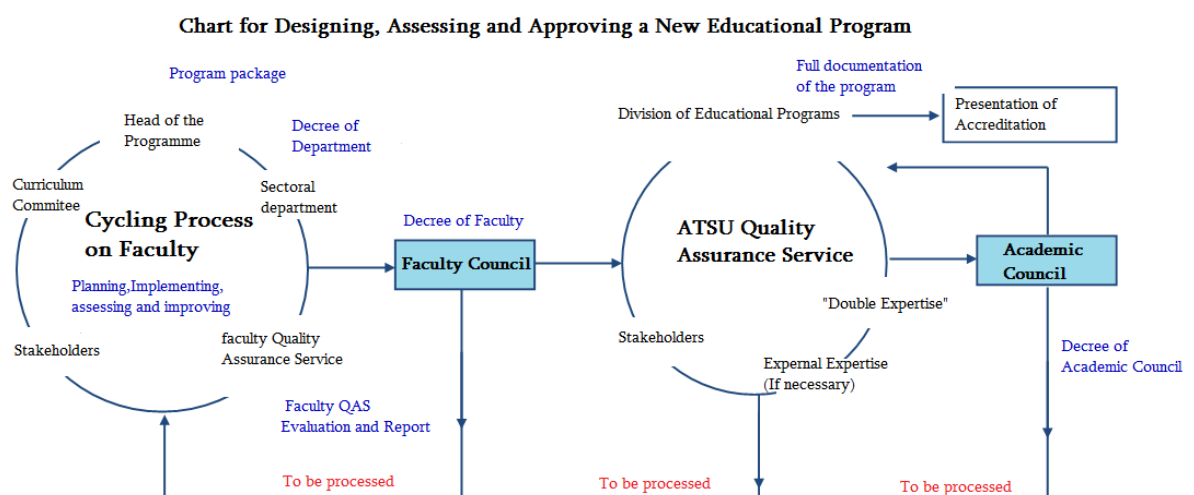 Chart for Designing, Assessing and Approving a New Educational Program
Program package
Head of the
Programme
Decree of
Department
Curriculum
Commitee
Sectoral
department
Cycling Process
on Faculty
Planning,Implementing,
assessing and improving
Stakeholders
faculty Quality
Assurance Service
Faculty QAS
Evaluation and Report
To be processed
Decree of Faculty
Faculty Council
Full documentation
of the program
Division of Educational Programs
Presentation of
Accreditation
ATSU Quality
Assurance Service
"Double Expertise"
Stakeholders
Expernal Expertise
(If necessary)
To be processed
Academic
Council
Decree of
Academic Council
To be processed